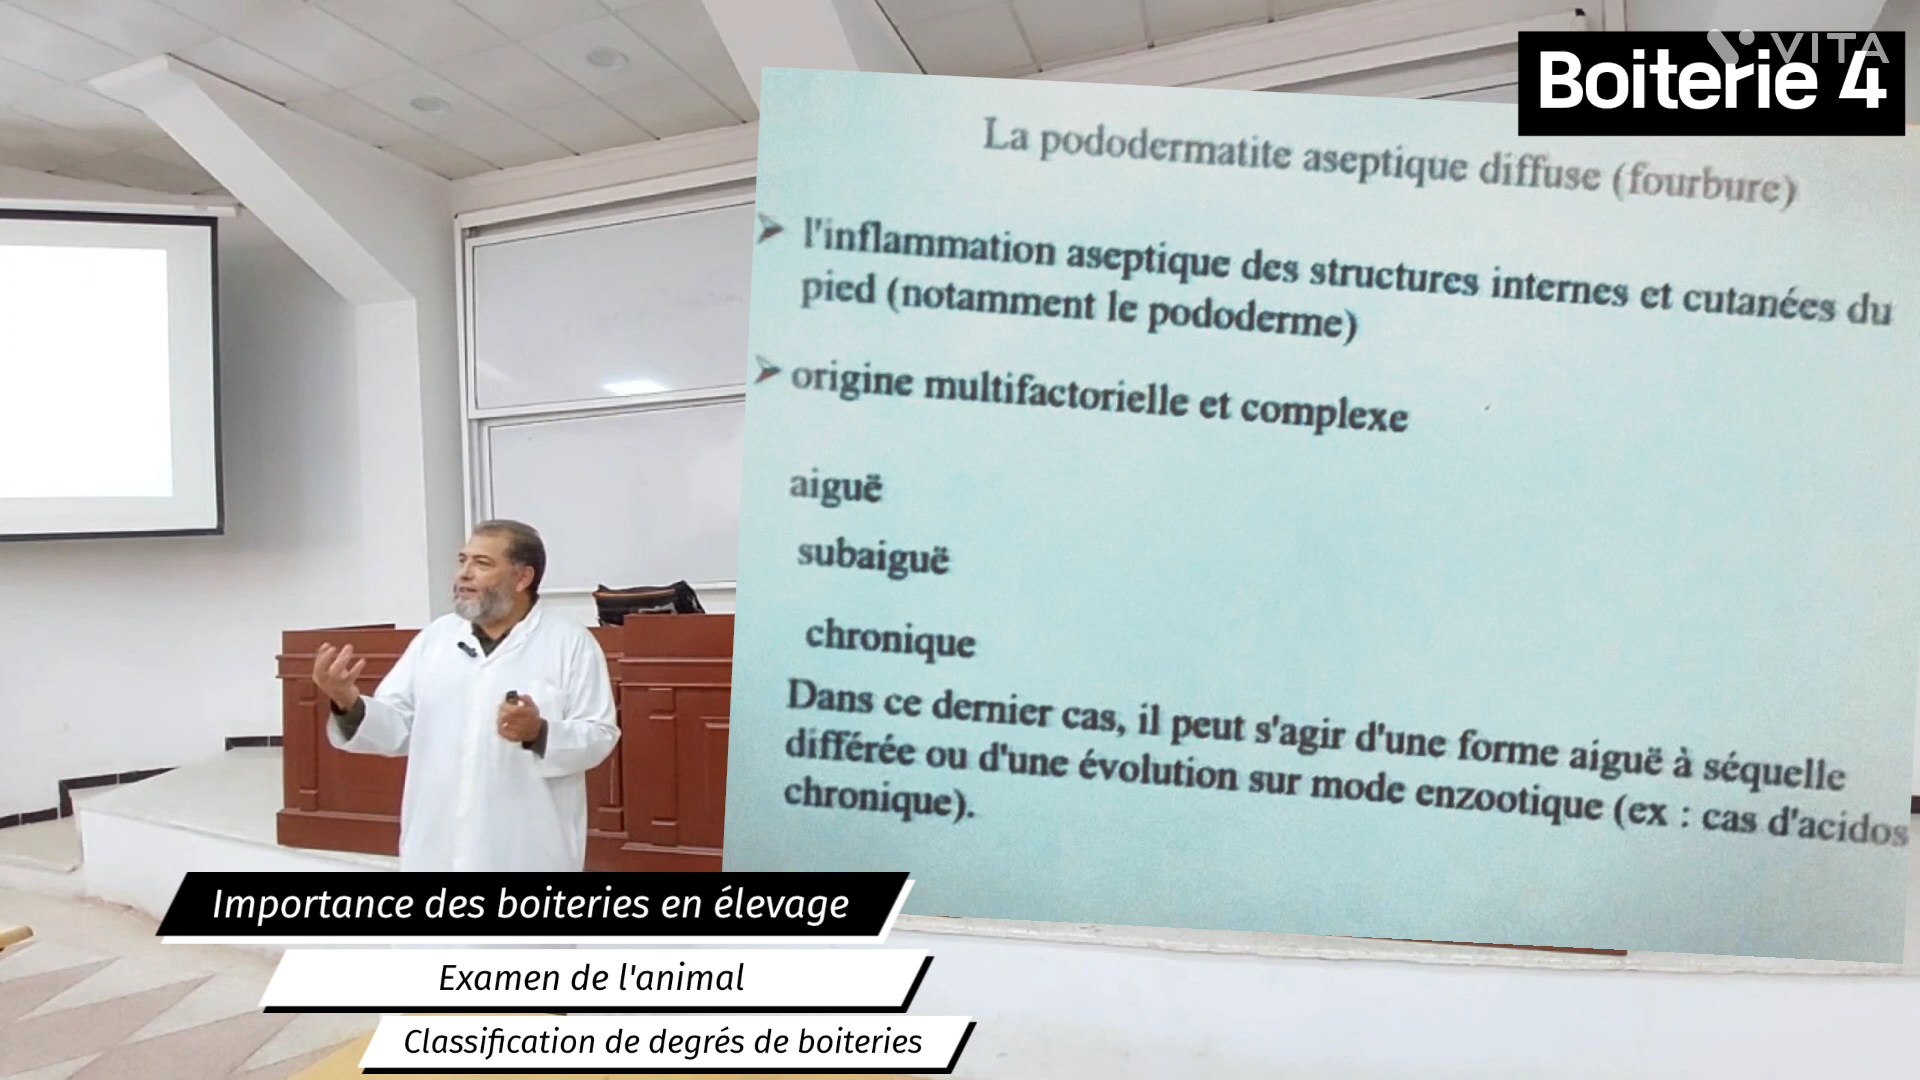 VITA
Boiterie 4
La pododermatite aseptique diffuse (fourbure)
➤ l'inflammation aseptique des structures internes et cutanées du
pied (notamment le pododerme)
➤ origine multifactorielle et complexe
aiguë
subaiguë
chronique
Dans ce dernier cas, il peut s'agir d'une forme aiguë à séquelle
différée ou d'une évolution sur mode enzootique (ex : cas d'acidos
chronique).
Importance des boiteries en élevage
Examen de l'animal
Classification de degrés de boiteries